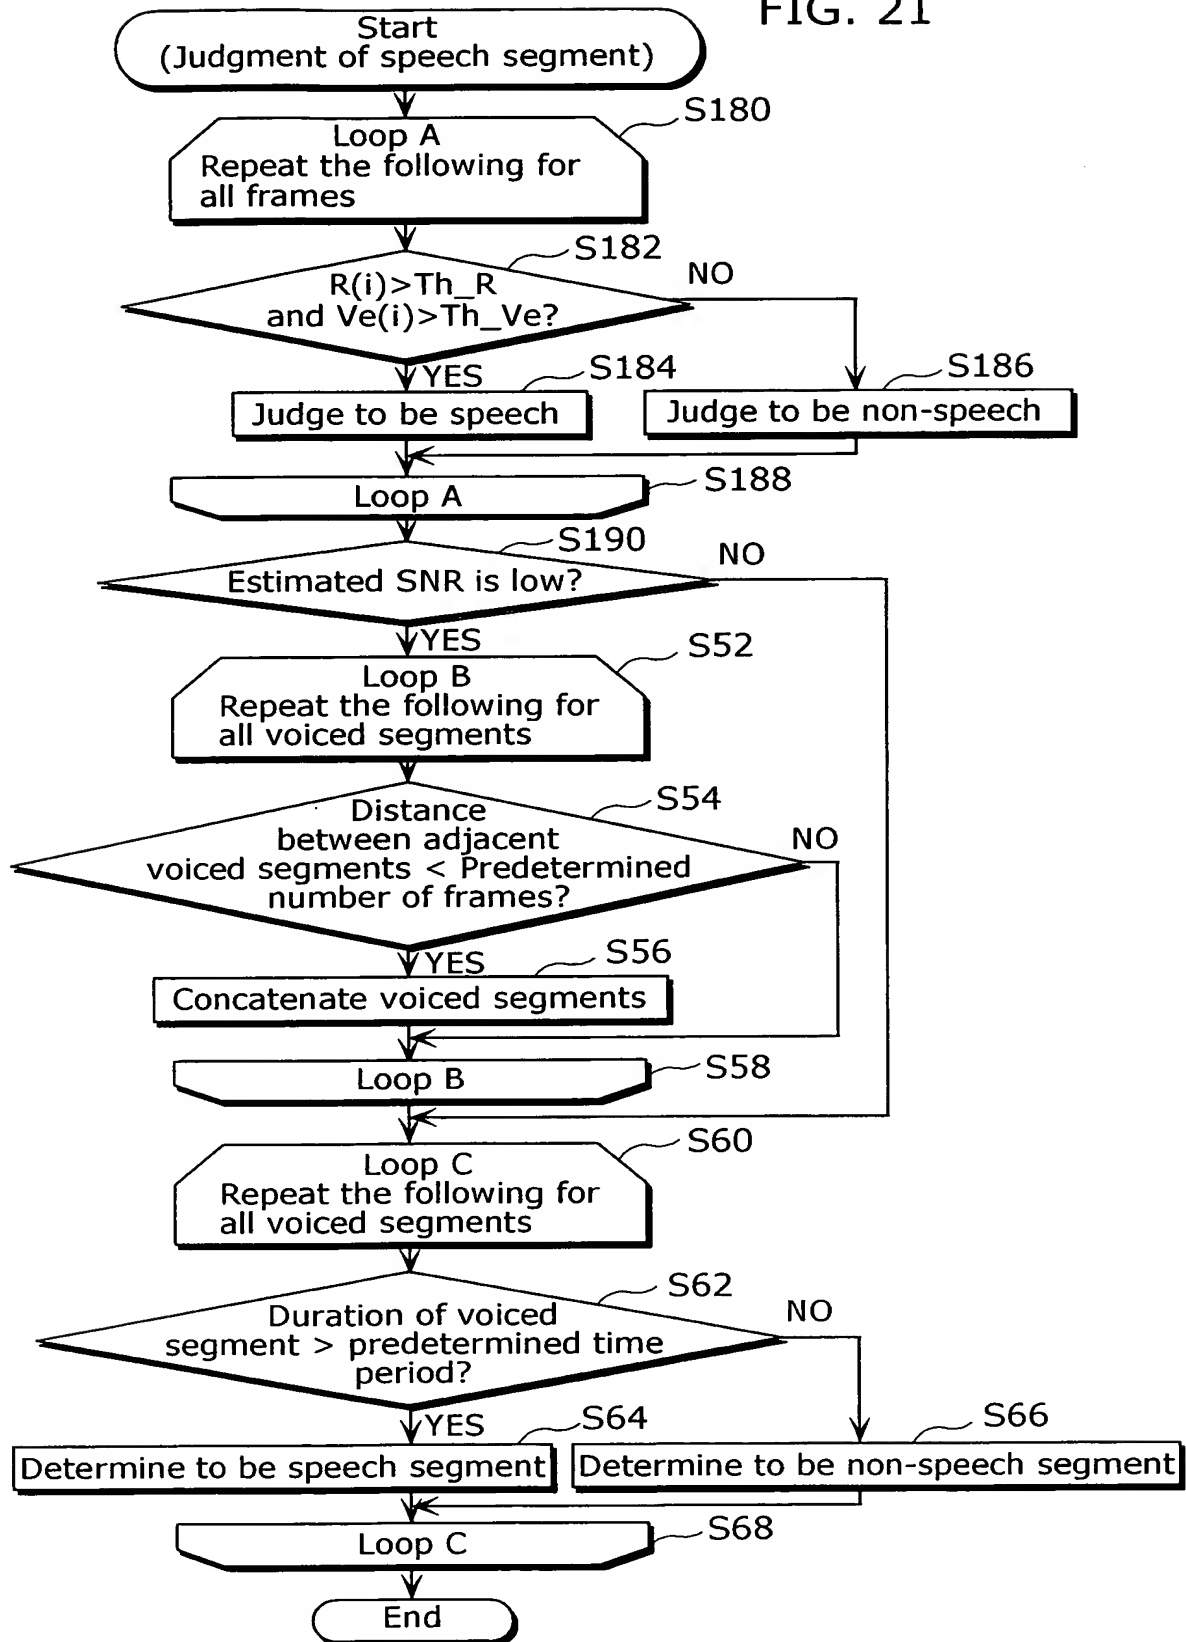 FIG. 21
Start
(Judgment of speech segment)
S180
Loop A
Repeat the following for
all frames
S182
R(i)>Th_R
and Ve(i)>Th_Ve?
NO
YES
S184
Judge to be speech
S186
Judge to be non-speech
Loop A
S188
S190
Estimated SNR is low?
NO
YES
S52
Loop B
Repeat the following for
all voiced segments
S54
Distance
between adjacent
voiced segments < Predetermined
number of frames?
NO
YES
S56
Concatenate voiced segments
Loop B
S58
S60
Loop C
Repeat the following for
all voiced segments
S62
Duration of voiced
segment > predetermined time
period?
NO
YES
S64
Determine to be speech segment
S66
Determine to be non-speech segment
Loop C
S68
End